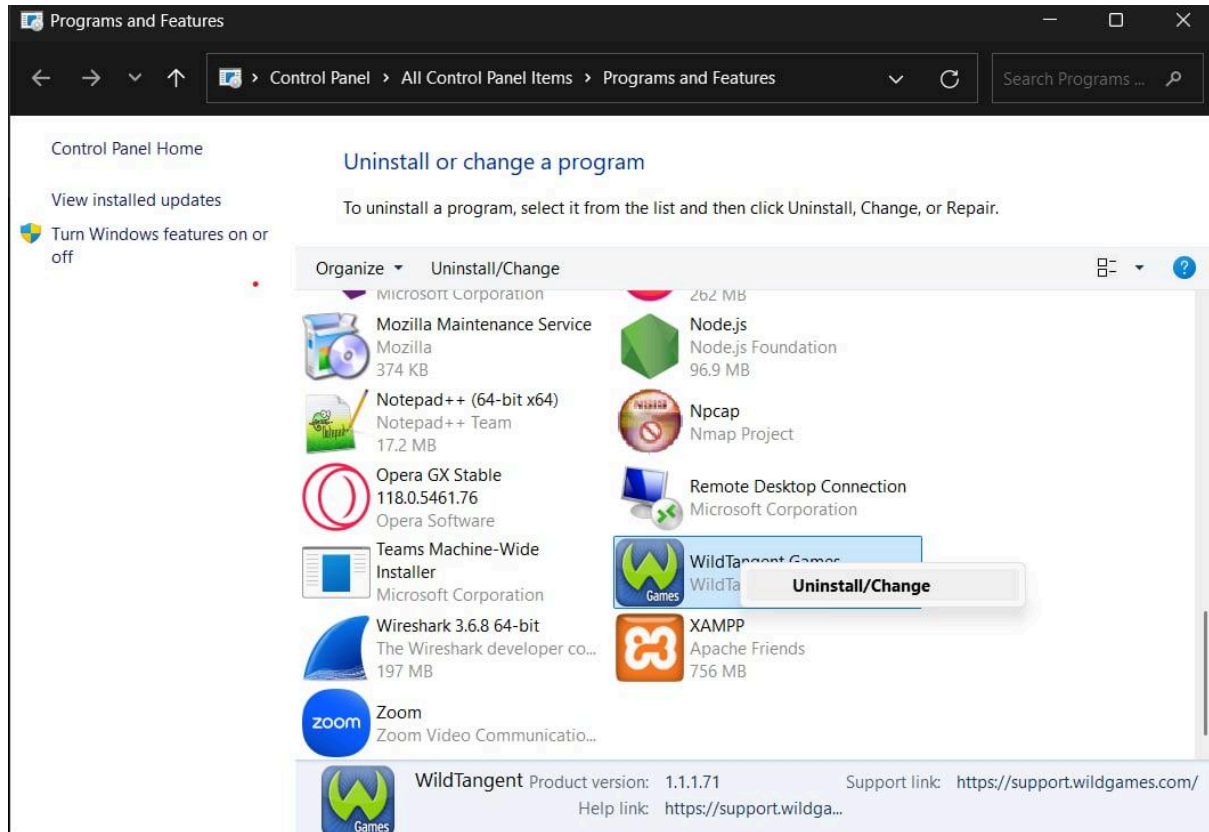 Programs and Features
Control Panel > All Control Panel Items > Programs and Features
Search Programs ...
Control Panel Home
View installed updates
Turn Windows features on or
off
Uninstall or change a program
To uninstall a program, select it from the list and then click Uninstall, Change, or Repair.
Organize
Uninstall/Change
Microsoft Corporation
262 MB
Mozilla Maintenance Service
Mozilla
374 KB
Node.js
Node.js Foundation
96.9 MB
Notepad++ (64-bit x64)
Notepad++ Team
17.2 MB
Npcap
Nmap Project
Opera GX Stable
118.0.5461.76
Opera Software
Remote Desktop Connection
Microsoft Corporation
Teams Machine-Wide
Installer
Microsoft Corporation
Games
WildTangent Games
WildTa
Uninstall/Change
Wireshark 3.6.8 64-bit
The Wireshark developer co...
197 MB
XAMPP
Apache Friends
756 MB
zoom
Zoom
Zoom Video Communicatio...
Games
WildTangent Product version: 1.1.1.71 Support link: https://support.wildgames.com/
Help link: https://support.wildga...